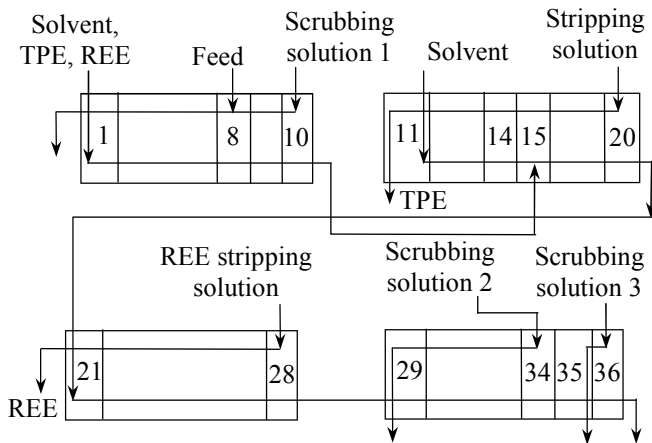 Solvent,
TPE, REE
Feed
Scrubbing
solution 1
Solvent
Stripping
solution
1
8
10
11
14
15
20
TPE
REE stripping
solution
Scrubbing
solution 2
Scrubbing
solution 3
21
28
29
34
35
36
REE